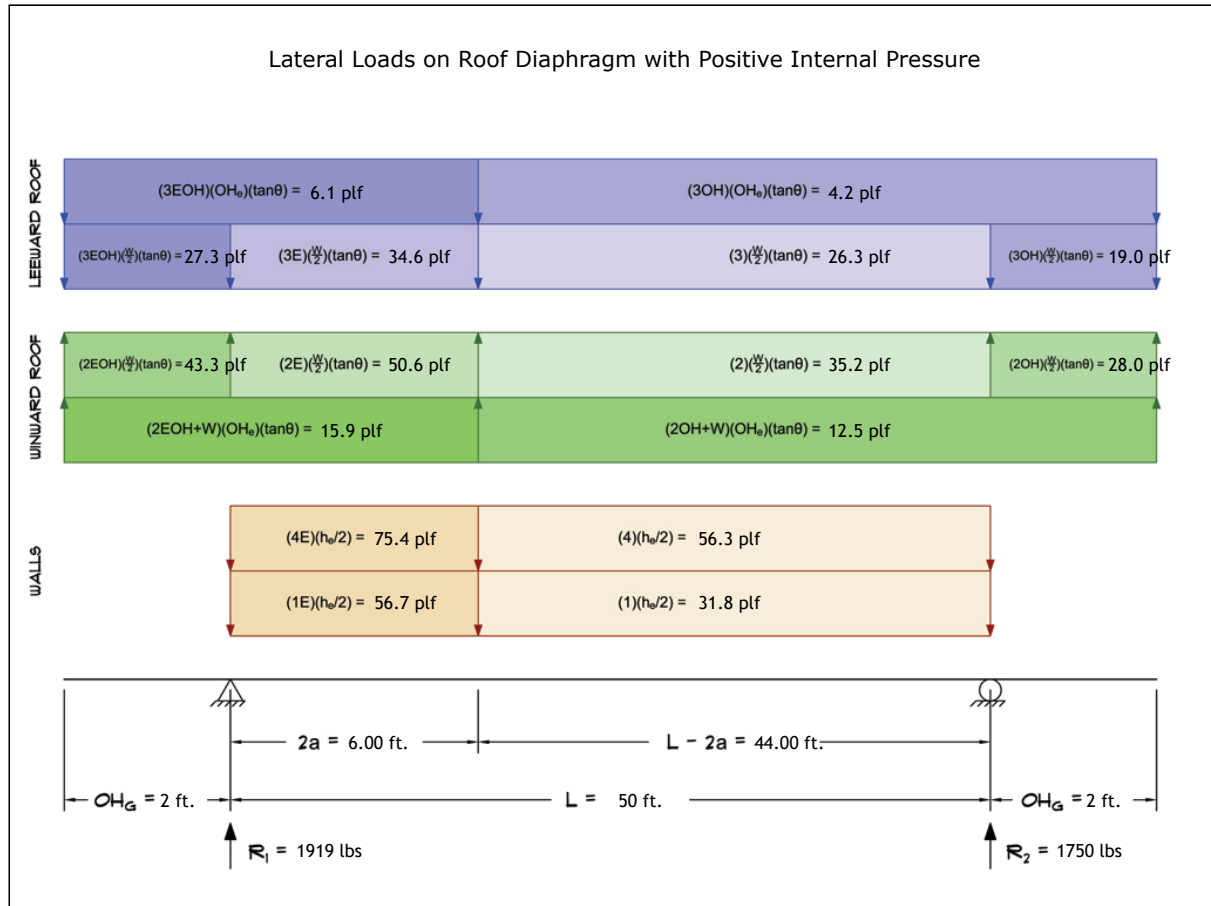 Lateral Loads on Roof Diaphragm with Positive Internal Pressure
LEEWARD ROOF
(3EOH)(OHₑ)(tanθ) = 6.1 plf
(3OH)(OHₑ)(tanθ) = 4.2 plf
(3EOH)(W/2)(tanθ) = 27.3 plf
(3E)(W/2)(tanθ) = 34.6 plf
(3)(W/2)(tanθ) = 26.3 plf
(3OH)(W/2)(tanθ) = 19.0 plf
WINWARD ROOF
(2EOH)(W/2)(tanθ) = 43.3 plf
(2E)(W/2)(tanθ) = 50.6 plf
(2)(W/2)(tanθ) = 35.2 plf
(2OH)(W/2)(tanθ) = 28.0 plf
(2EOH+W)(OHₑ)(tanθ) = 15.9 plf
(2OH+W)(OHₑ)(tanθ) = 12.5 plf
WALLS
(4E)(hₑ/2) = 75.4 plf
(4)(hₑ/2) = 56.3 plf
(1E)(hₑ/2) = 56.7 plf
(1)(hₑ/2) = 31.8 plf
2a = 6.00 ft.
L - 2a = 44.00 ft.
OH_G = 2 ft.
L = 50 ft.
OH_G = 2 ft.
R₁ = 1919 lbs
R₂ = 1750 lbs